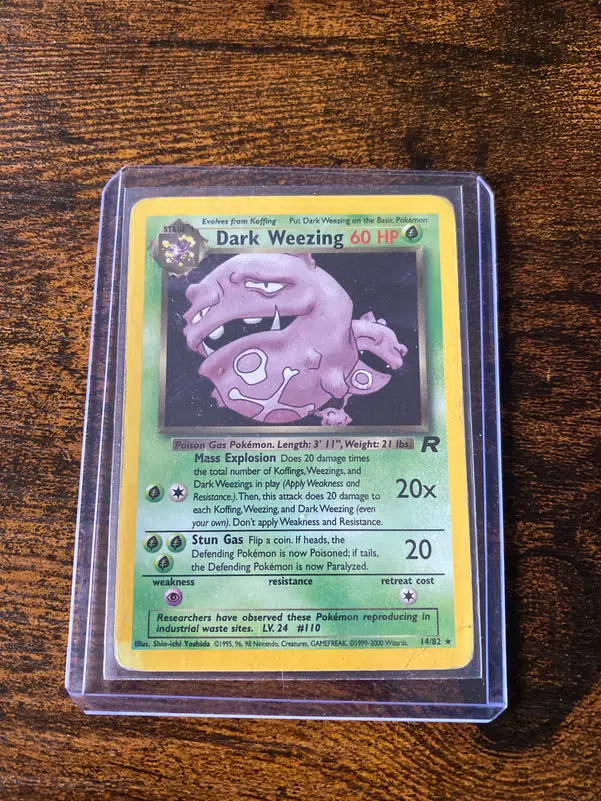 Evolves from Koffing Put Dark Weezing on the Basic Pokémon
STAGE 1
Dark Weezing 60 HP
Poison Gas Pokémon. Length: 3' 11", Weight: 21 lbs.
R
Mass Explosion Does 20 damage times
the total number of Koffings, Weezings, and
Dark Weezings in play (Apply Weakness and
Resistance.). Then, this attack does 20 damage to
each Koffing, Weezing, and Dark Weezing (even
your own). Don't apply Weakness and Resistance.
20x
Stun Gas Flip a coin. If heads, the
Defending Pokémon is now Poisoned; if tails,
the Defending Pokémon is now Paralyzed.
20
weakness resistance retreat cost
Researchers have observed these Pokémon reproducing in
industrial waste sites. LV. 24 #110
Illus. Shin-ichi Yoshida ©1995, 96, 98 Nintendo, Creatures, GAMEFREAK. ©1999-2000 Wizards. 14/82 ★